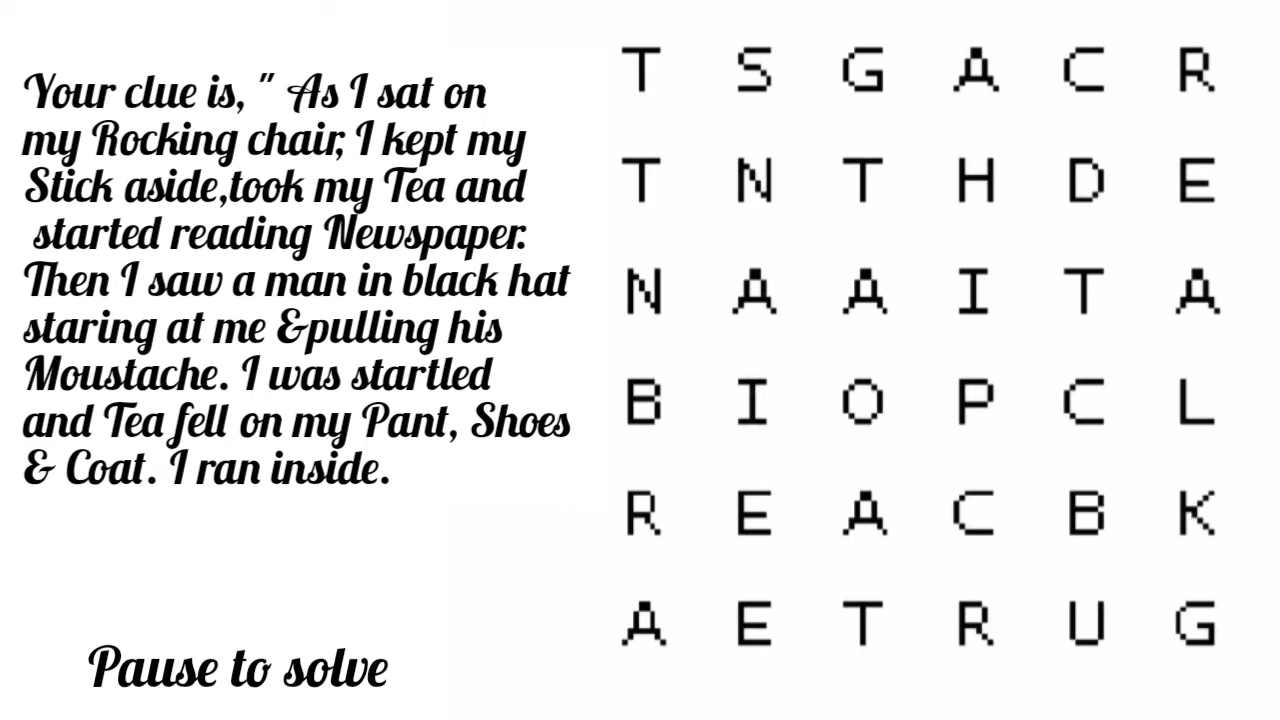 Your clue is, " As I sat on
my Rocking chair, I kept my
Stick aside,took my Tea and
started reading Newspaper.
Then I saw a man in black hat
staring at me &pulling his
Moustache. I was startled
and Tea fell on my Pant, Shoes
& Coat. I ran inside.
Pause to solve
T S G A C R
T N T H D E
N A A I T A
B I O P C L
R E A C B K
A E T R U G